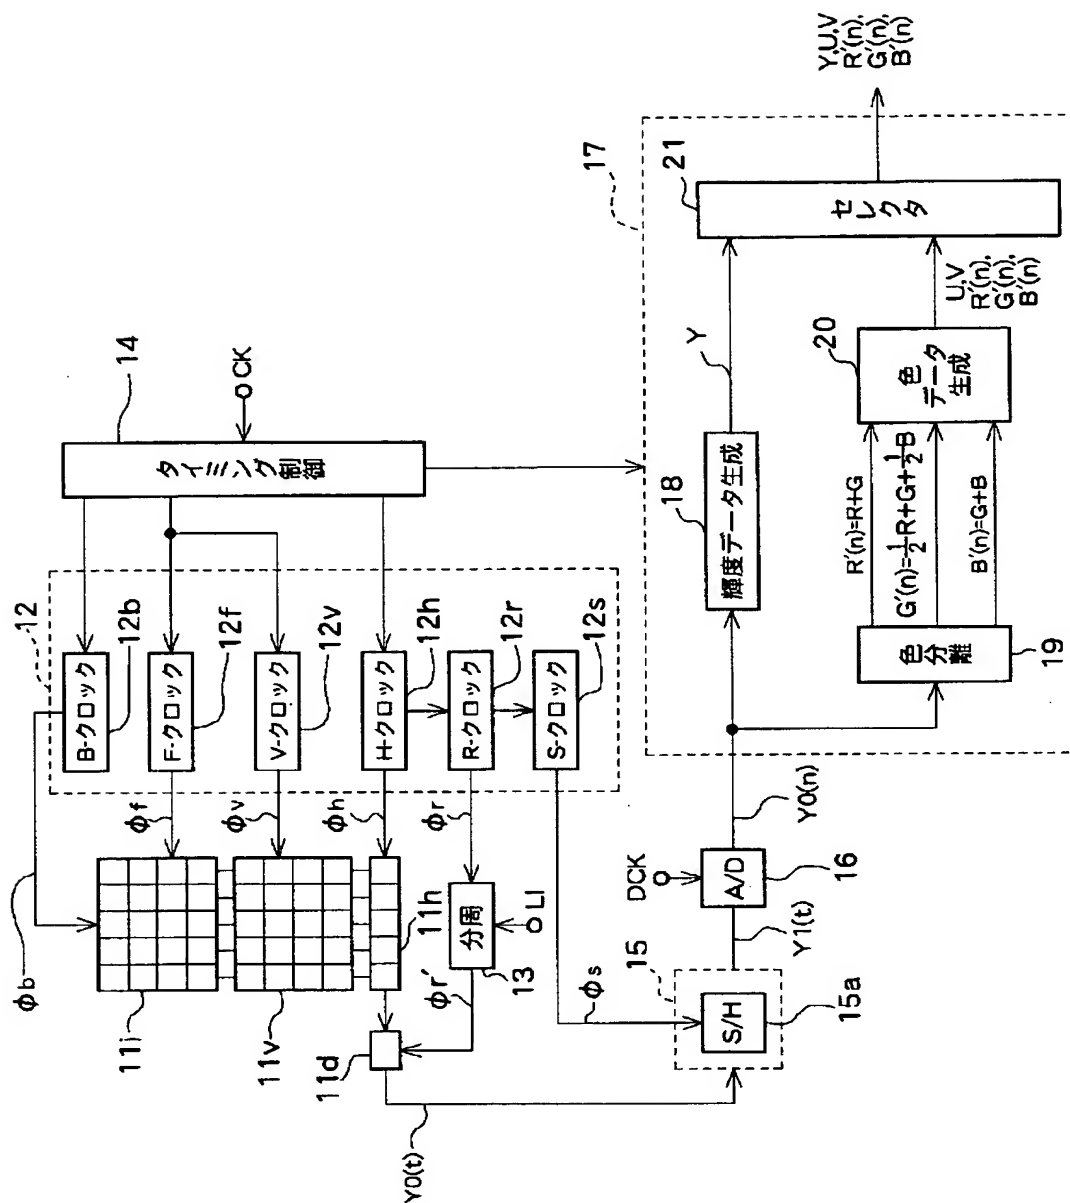 14
タイミング制御
CK
12
B-クロック
12b
F-クロック
12f
V-クロック
12v
H-クロック
12h
R-クロック
12r
S-クロック
12s
φb
φf
φv
φh
φr
11i
11v
11h
11d
分周
13
LI
φr'
φs
Y0(t)
15
S/H
15a
Y1(t)
DCK
A/D
16
Y0(n)
17
輝度データ生成
18
Y
色分離
19
R'(n)=R+G
G'(n)=1/2R+G+1/2B
B'(n)=G+B
色
データ
生成
20
U,V
R'(n),
G'(n),
B'(n)
セレクタ
21
Y,U,V
R'(n),
G'(n),
B'(n)